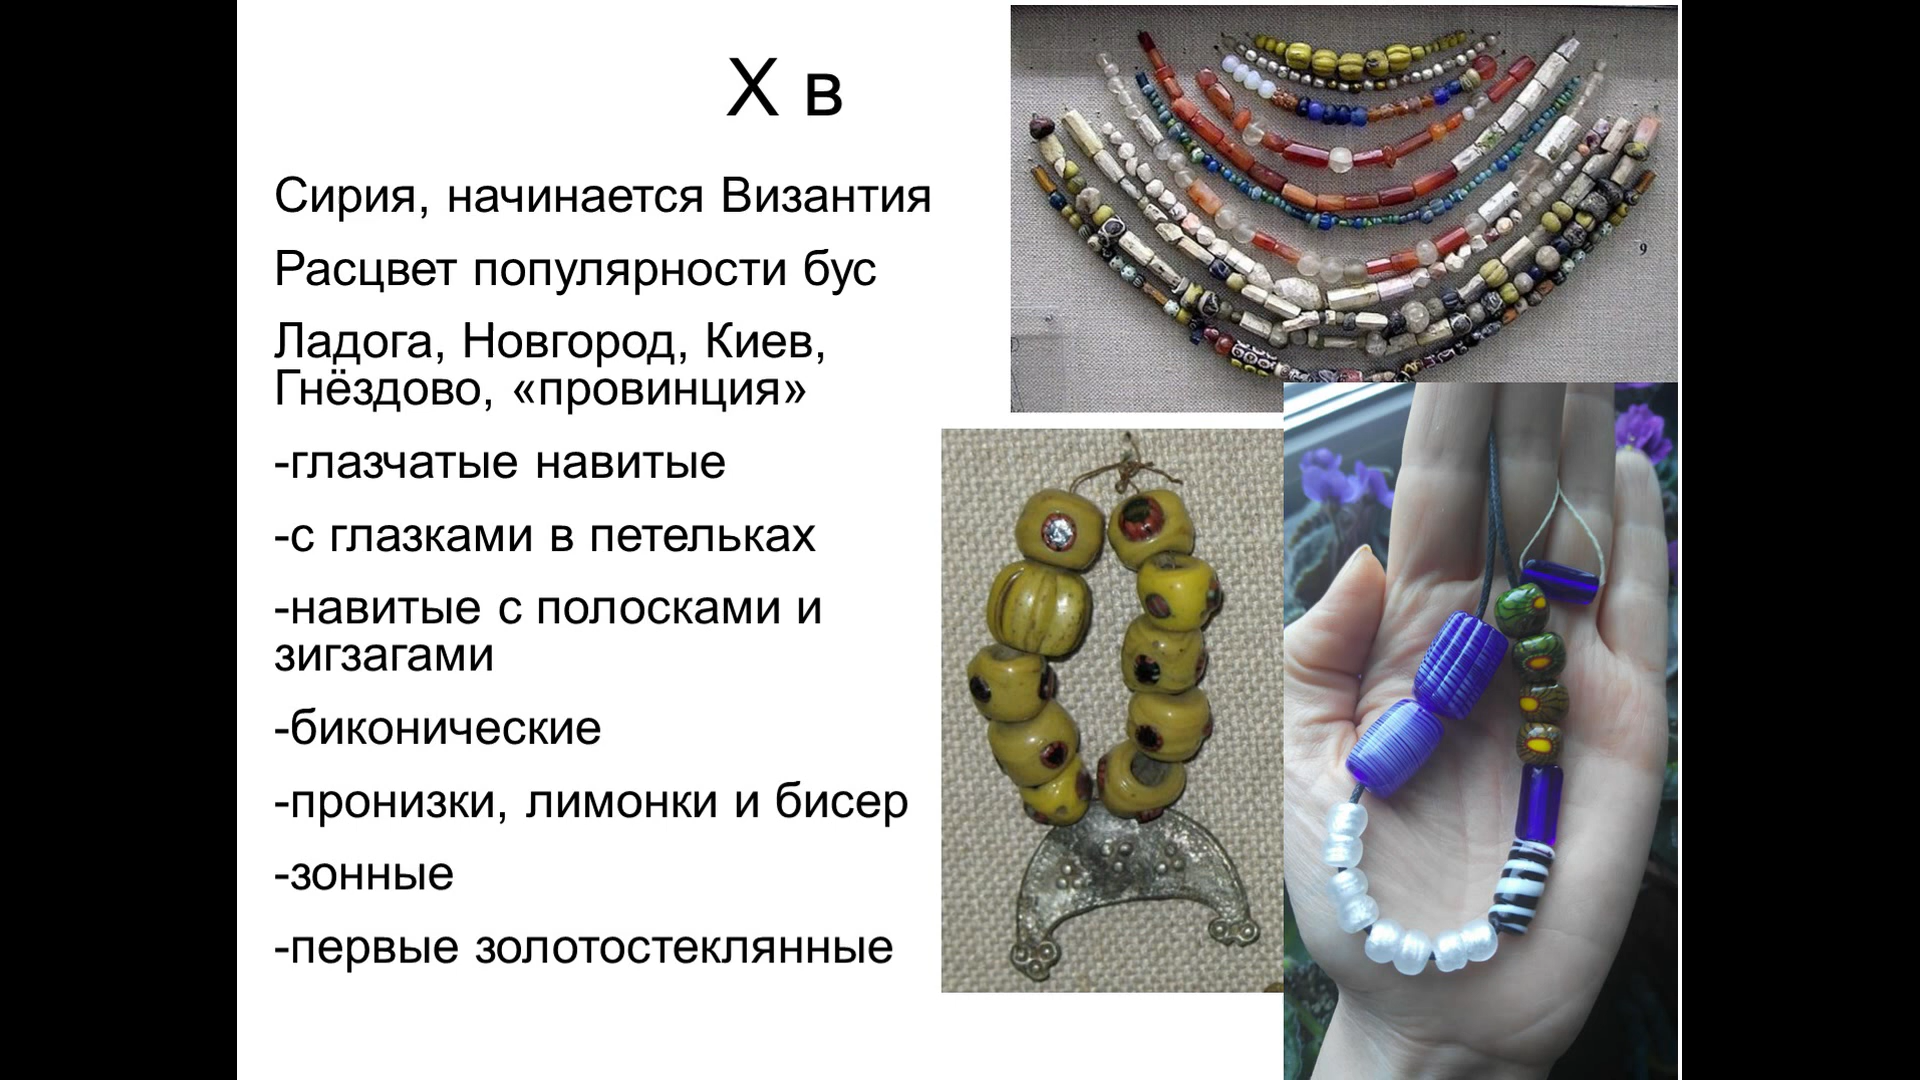 X в
Сирия, начинается Византия
Расцвет популярности бус
Ладога, Новгород, Киев,
Гнёздово, «провинция»
-глазчатые навитые
-с глазками в петельках
-навитые с полосками и
зигзагами
-биконические
-пронизки, лимонки и бисер
-зонные
-первые золотостеклянные
9